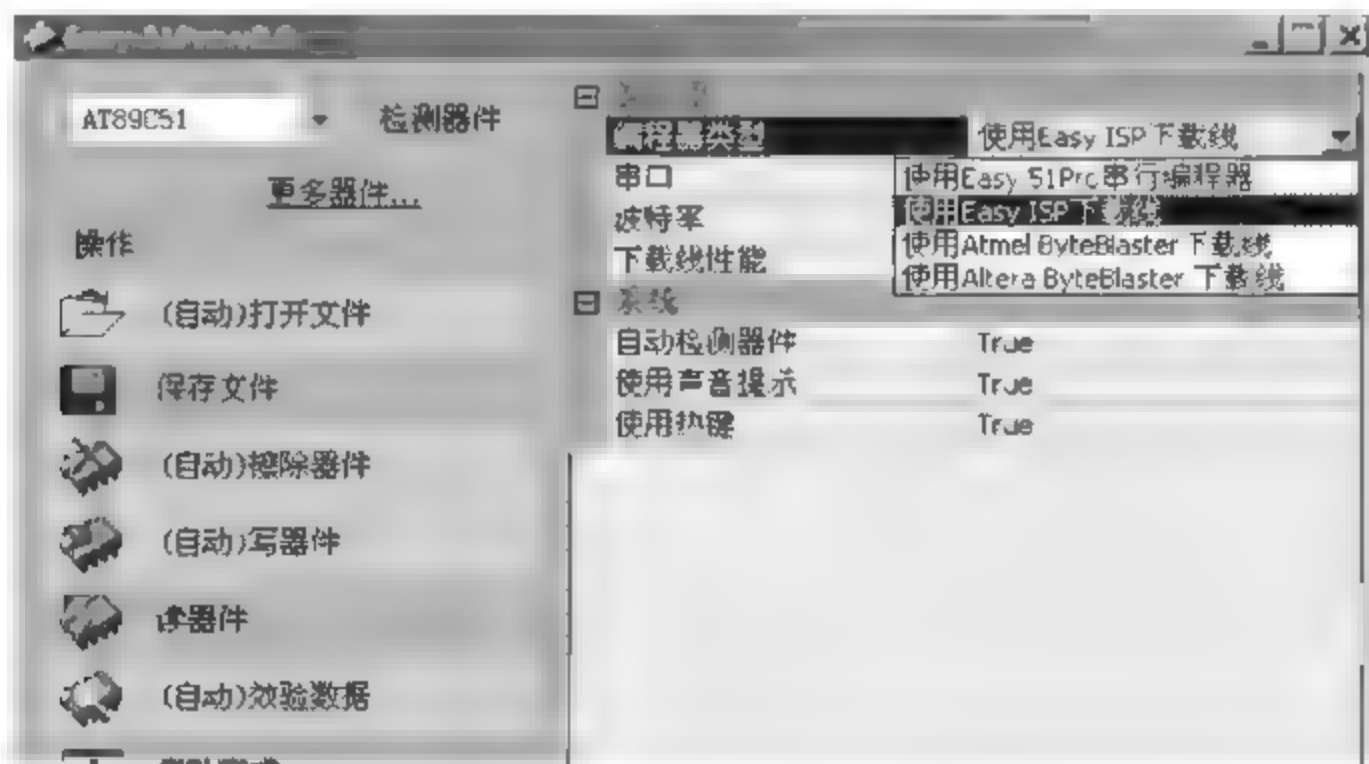 AT89C51
检测器件
更多器件...
操作
(自动)打开文件
保存文件
(自动)擦除器件
(自动)写器件
读器件
(自动)效验数据
编程器类型
使用Easy ISP下载线
串口
波特率
下载线性能
使用Easy 51Pro串行编程器
使用Easy ISP下载线
使用Atmel ByteBlaster 下载线
使用Altera ByteBlaster 下载线
系统
自动检测器件 True
使用声音提示 True
使用热键 True